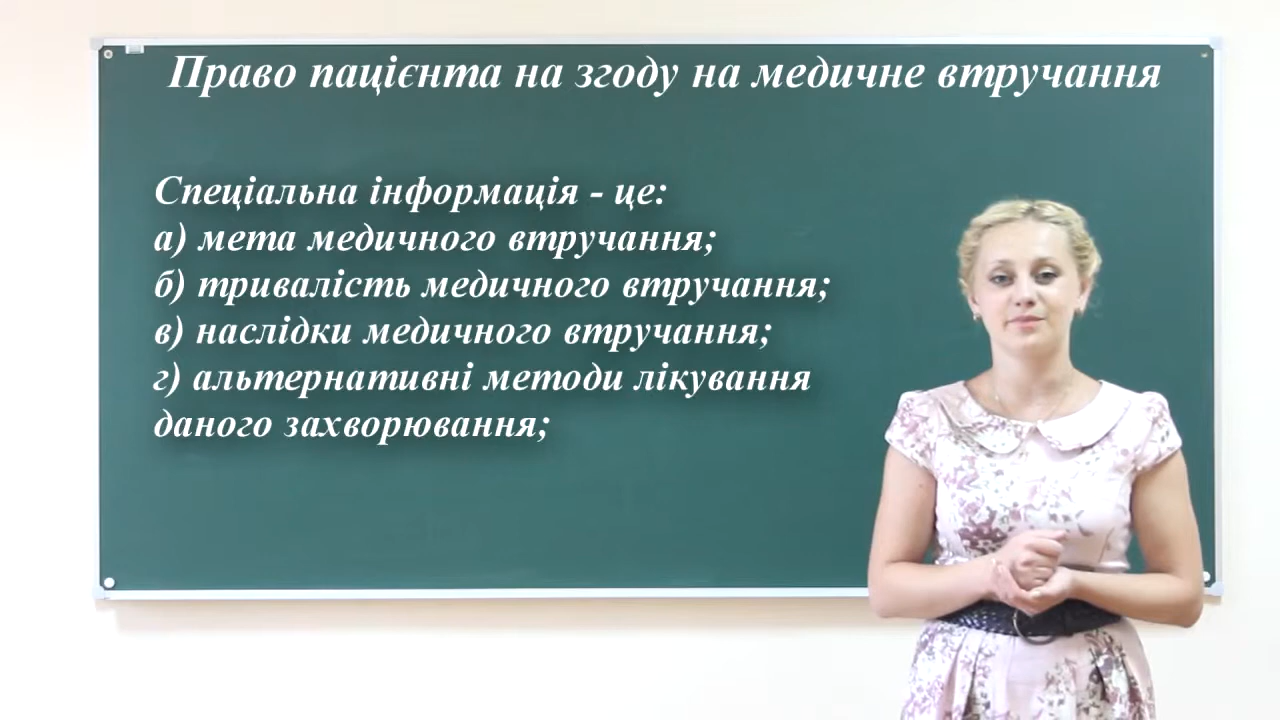 Право пацієнта на згоду на медичне втручання
Спеціальна інформація - це:
а) мета медичного втручання;
б) тривалість медичного втручання;
в) наслідки медичного втручання;
г) альтернативні методи лікування
даного захворювання;